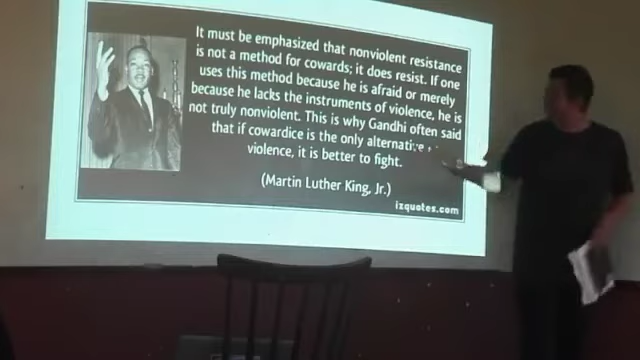 It must be emphasized that nonviolent resistance
is not a method for cowards; it does resist. If one
uses this method because he is afraid or merely
because he lacks the instruments of violence, he is
not truly nonviolent. This is why Gandhi often said
that if cowardice is the only alternative
violence, it is better to fight.
(Martin Luther King, Jr.)
izquotes.com